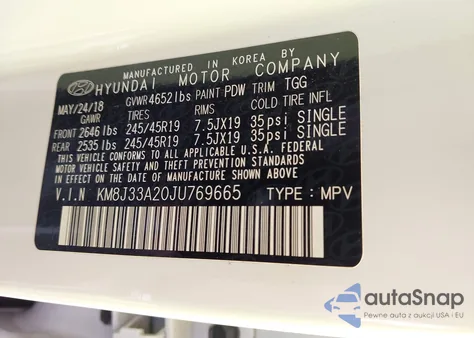 MANUFACTURED IN KOREA BY
HYUNDAI MOTOR COMPANY
MAY/24/18 GVWR4652lbs PAINT PDW TRIM TGG
GAWR TIRES RIMS COLD TIRE INFL
FRONT 2646lbs 245/45R19 7.5JX19 35psi SINGLE
REAR 2535lbs 245/45R19 7.5JX19 35psi SINGLE
THIS VEHICLE CONFORMS TO ALL APPLICABLE U.S.A. FEDERAL
MOTOR VEHICLE SAFETY, BUMPER, AND THEFT PREVENTION
STANDARDS IN EFFECT ON THE DATE OF MANUFACTURE SHOWN ABOVE.
V.I.N KM8J33A20JU769665 TYPE:MPV
autaSnap
Pewne auta z aukcji USA i EU